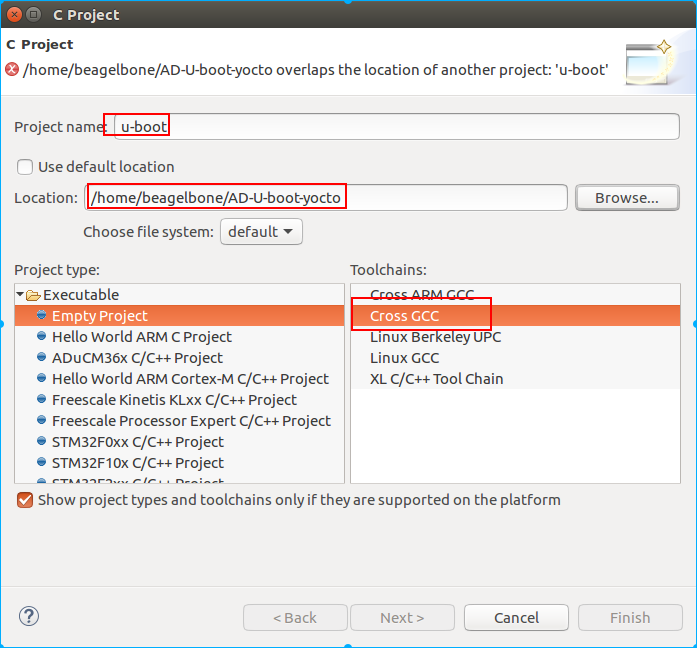 C Project
C Project
/home/beagelbone/AD-U-boot-yocto overlaps the location of another project: 'u-boot'
Project name: u-boot
Use default location
Location: /home/beagelbone/AD-U-boot-yocto Browse...
Choose file system: default
Project type: Toolchains:
Executable Cross ARM GCC
Empty Project Cross GCC
Hello World ARM C Project Linux Berkeley UPC
ADuCM36x C/C++ Project Linux GCC
Hello World ARM Cortex-M C/C++ Project XL C/C++ Tool Chain
Freescale Kinetis KLxx C/C++ Project
Freescale Processor Expert C/C++ Project
STM32F0xx C/C++ Project
STM32F10x C/C++ Project
STM32F2xx C/C++ Project
Show project types and toolchains only if they are supported on the platform
? < Back Next > Cancel Finish